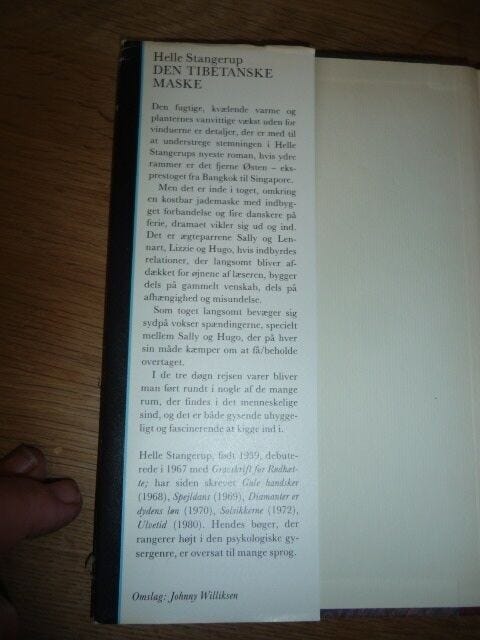 Helle Stangerup
DEN TIBETANSKE
MASKE
Den fugtige, kvælende varme og
planternes vanvittige vækst uden for
vinduerne er detaljer, der er med til
at understrege stemningen i Helle
Stangerups nyeste roman, hvis ydre
rammer er det fjerne Østen – eks-
prestoget fra Bangkok til Singapore.
Men det er inde i toget, omkring
en kostbar jademaske med indbyg-
get forbandelse og fire danskere på
ferie, dramaet vikler sig ud og ind.
Det er ægteparrene Sally og Len-
nart, Lizzie og Hugo, hvis indbyrdes
relationer, der langsomt bliver af-
dækket for øjnene af læseren, bygger
dels på gammelt venskab, dels på
afhængighed og misundelse.
Som toget langsomt bevæger sig
sydpå vokser spændingerne, specielt
mellem Sally og Hugo, der på hver
sin måde kæmper om at få/beholde
overtaget.
I de tre døgn rejsen varer bliver
man ført rundt i nogle af de mange
rum, der findes i det menneskelige
sind, og det er både gysende uhygge-
ligt og fascinerende at kigge ind i.
Helle Stangerup, født 1939, debute-
rede i 1967 med Gravskrift for Rødhæt-
te; har siden skrevet Gule handsker
(1968), Spejldans (1969), Diamanter er
dydens løn (1970), Solsikkerne (1972),
Ulvetid (1980). Hendes bøger, der
rangerer højt i den psykologiske gy-
sergenre, er oversat til mange sprog.
Omslag: Johnny Williksen